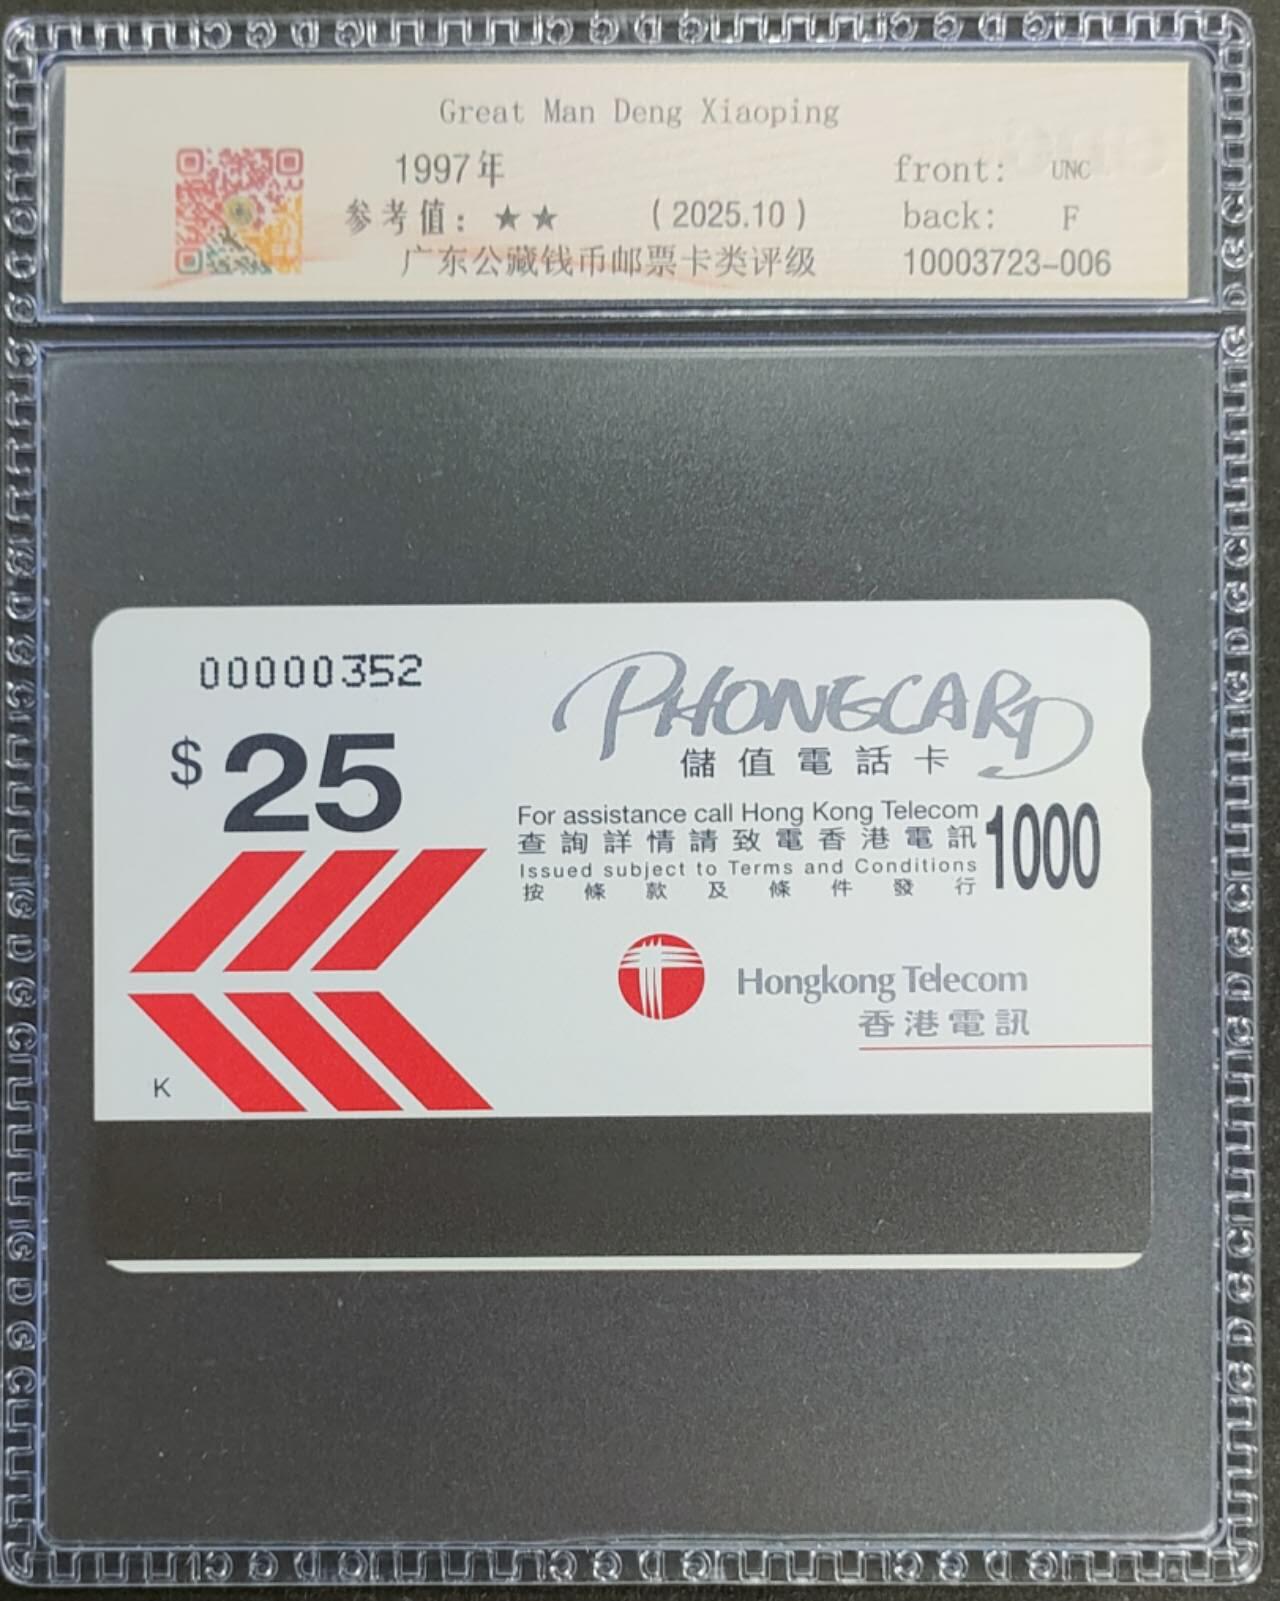 Great Man Deng Xiaoping
1997年
front: UNC
参考值：★★ （2025.10）
back: F
广东公藏钱币邮票卡类评级
10003723-006
00000352
$25
PHONECARD
儲值電話卡
For assistance call Hong Kong Telecom
查詢詳情請致電香港電訊
Issued subject to Terms and Conditions
按條款及條件發行
1000
Hongkong Telecom
香港電訊
K